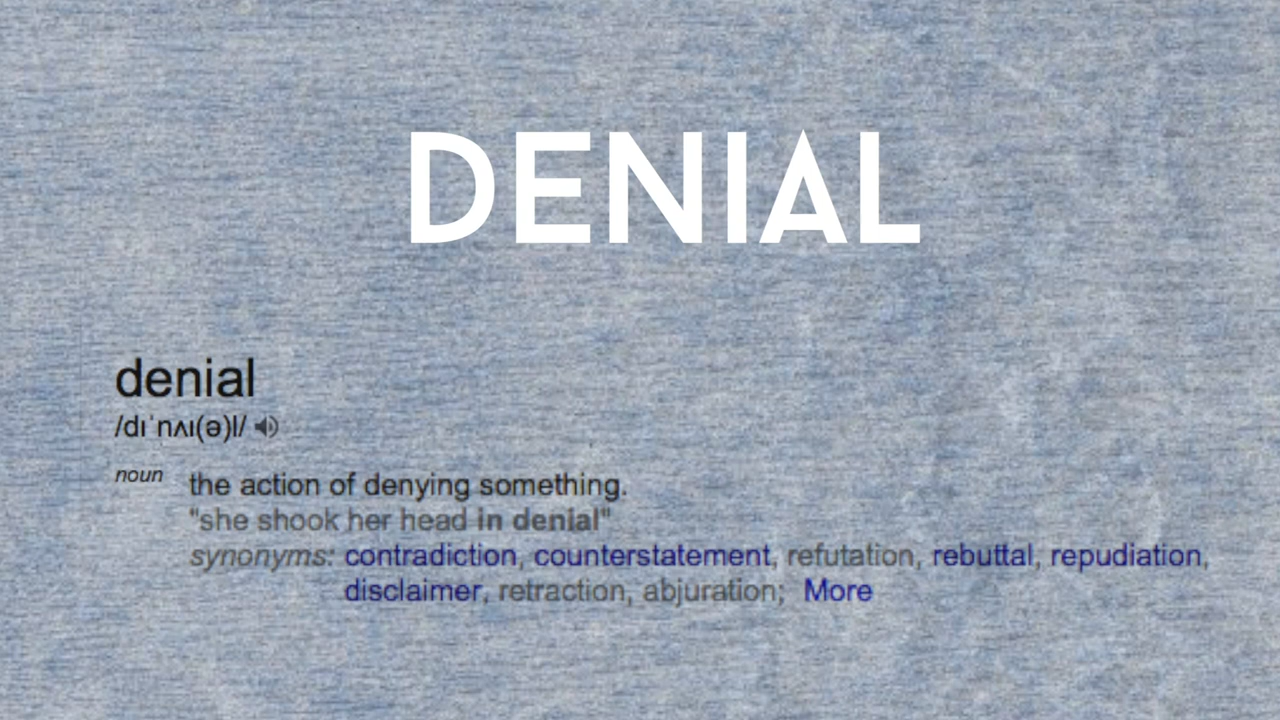 DENIAL
denial
/dɪˈnʌɪ(ə)l/
noun
the action of denying something.
"she shook her head in denial"
synonyms: contradiction, counterstatement, refutation, rebuttal, repudiation,
disclaimer, retraction, abjuration; More